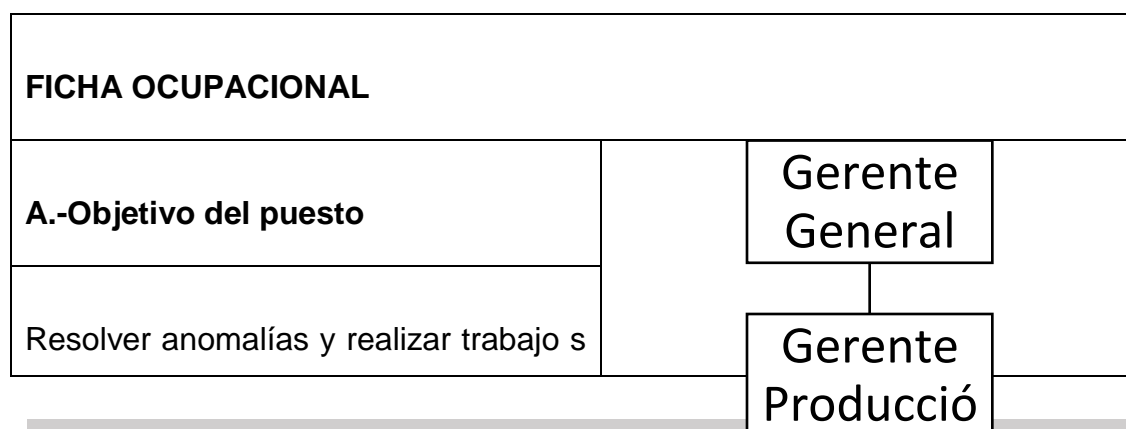 FICHA OCUPACIONAL
A.-Objetivo del puesto
Resolver anomalías y realizar trabajo s
Gerente
General
Gerente
Producció